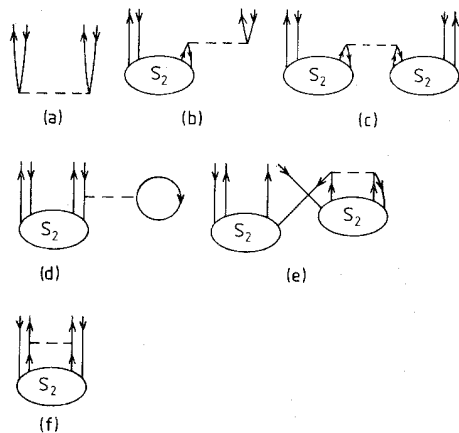 S₂
S₂ S₂
(a) (b) (c)
S₂
S₂ S₂
(d) (e)
S₂
(f)